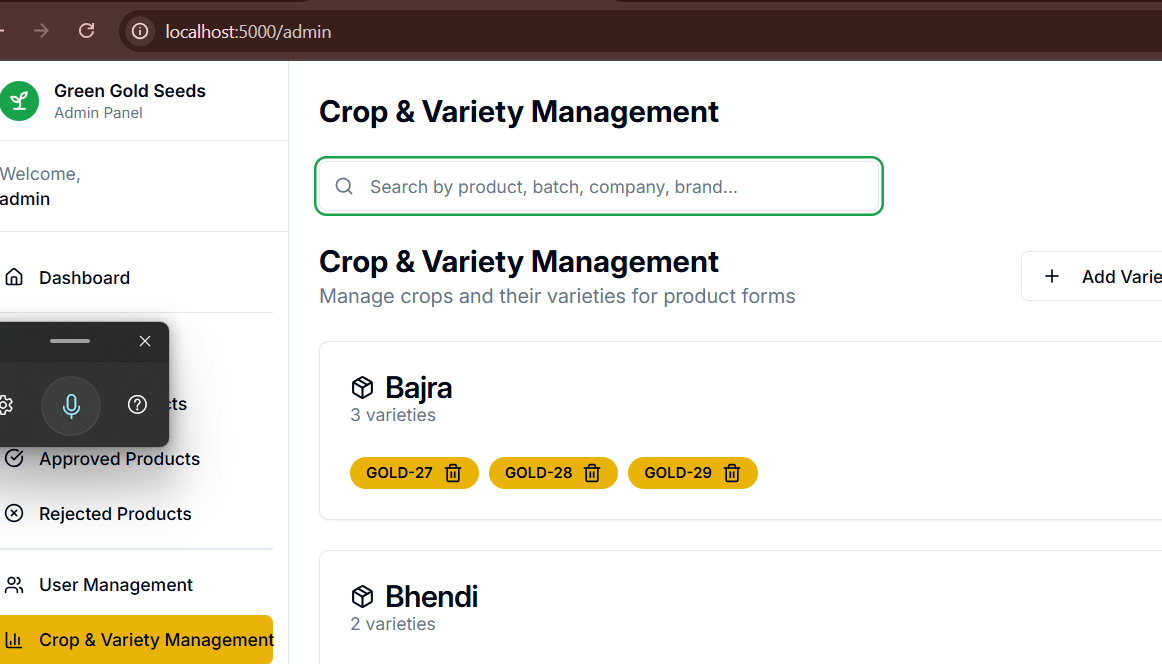 localhost:5000/admin
Green Gold Seeds
Admin Panel
Welcome,
admin
Dashboard
Approved Products
Rejected Products
User Management
Crop & Variety Management
Crop & Variety Management
Search by product, batch, company, brand...
Crop & Variety Management
Manage crops and their varieties for product forms
Add Varie
Bajra
3 varieties
GOLD-27
GOLD-28
GOLD-29
Bhendi
2 varieties